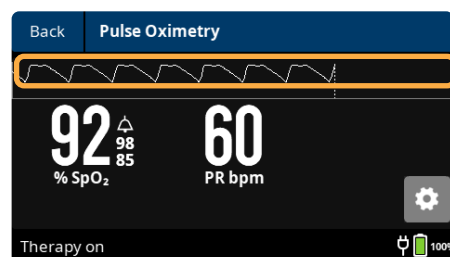 Back Pulse Oximetry
92 98 60
85
% SpO₂ PR bpm
Therapy on 100%